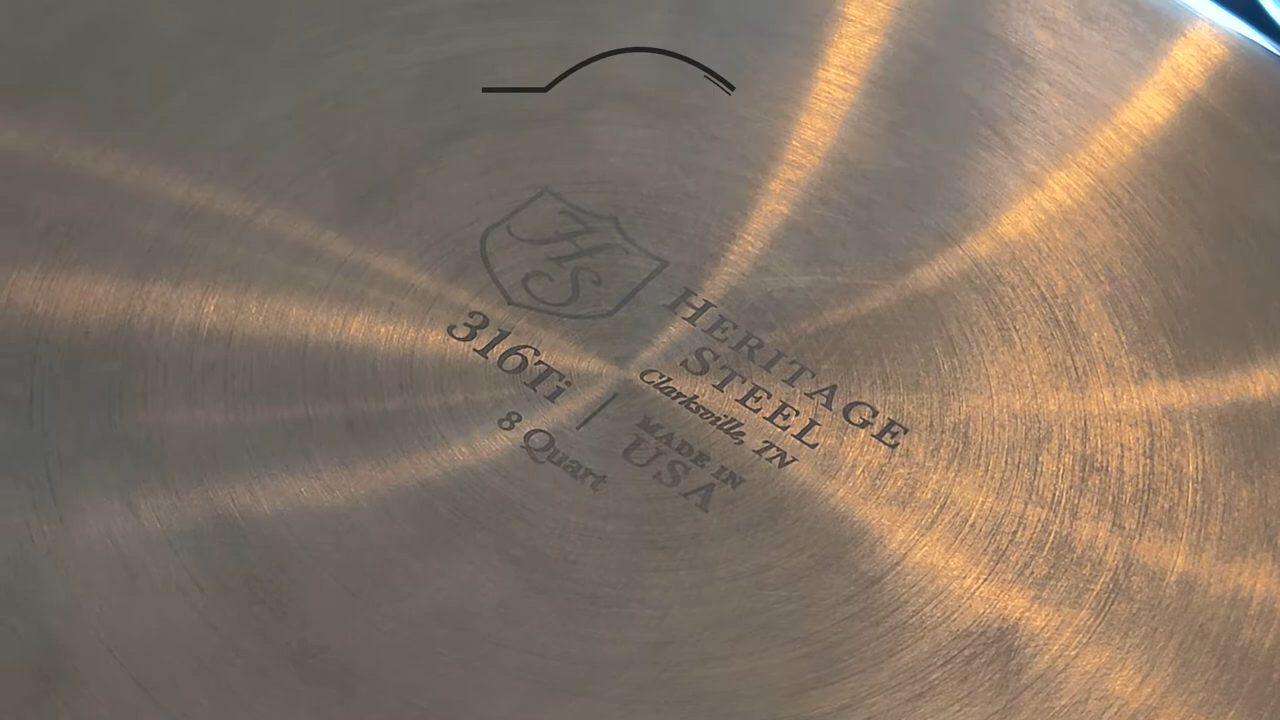 HS
HERITAGE
STEEL
Clarksville, TN
316Ti | MADE IN
8 Quart USA